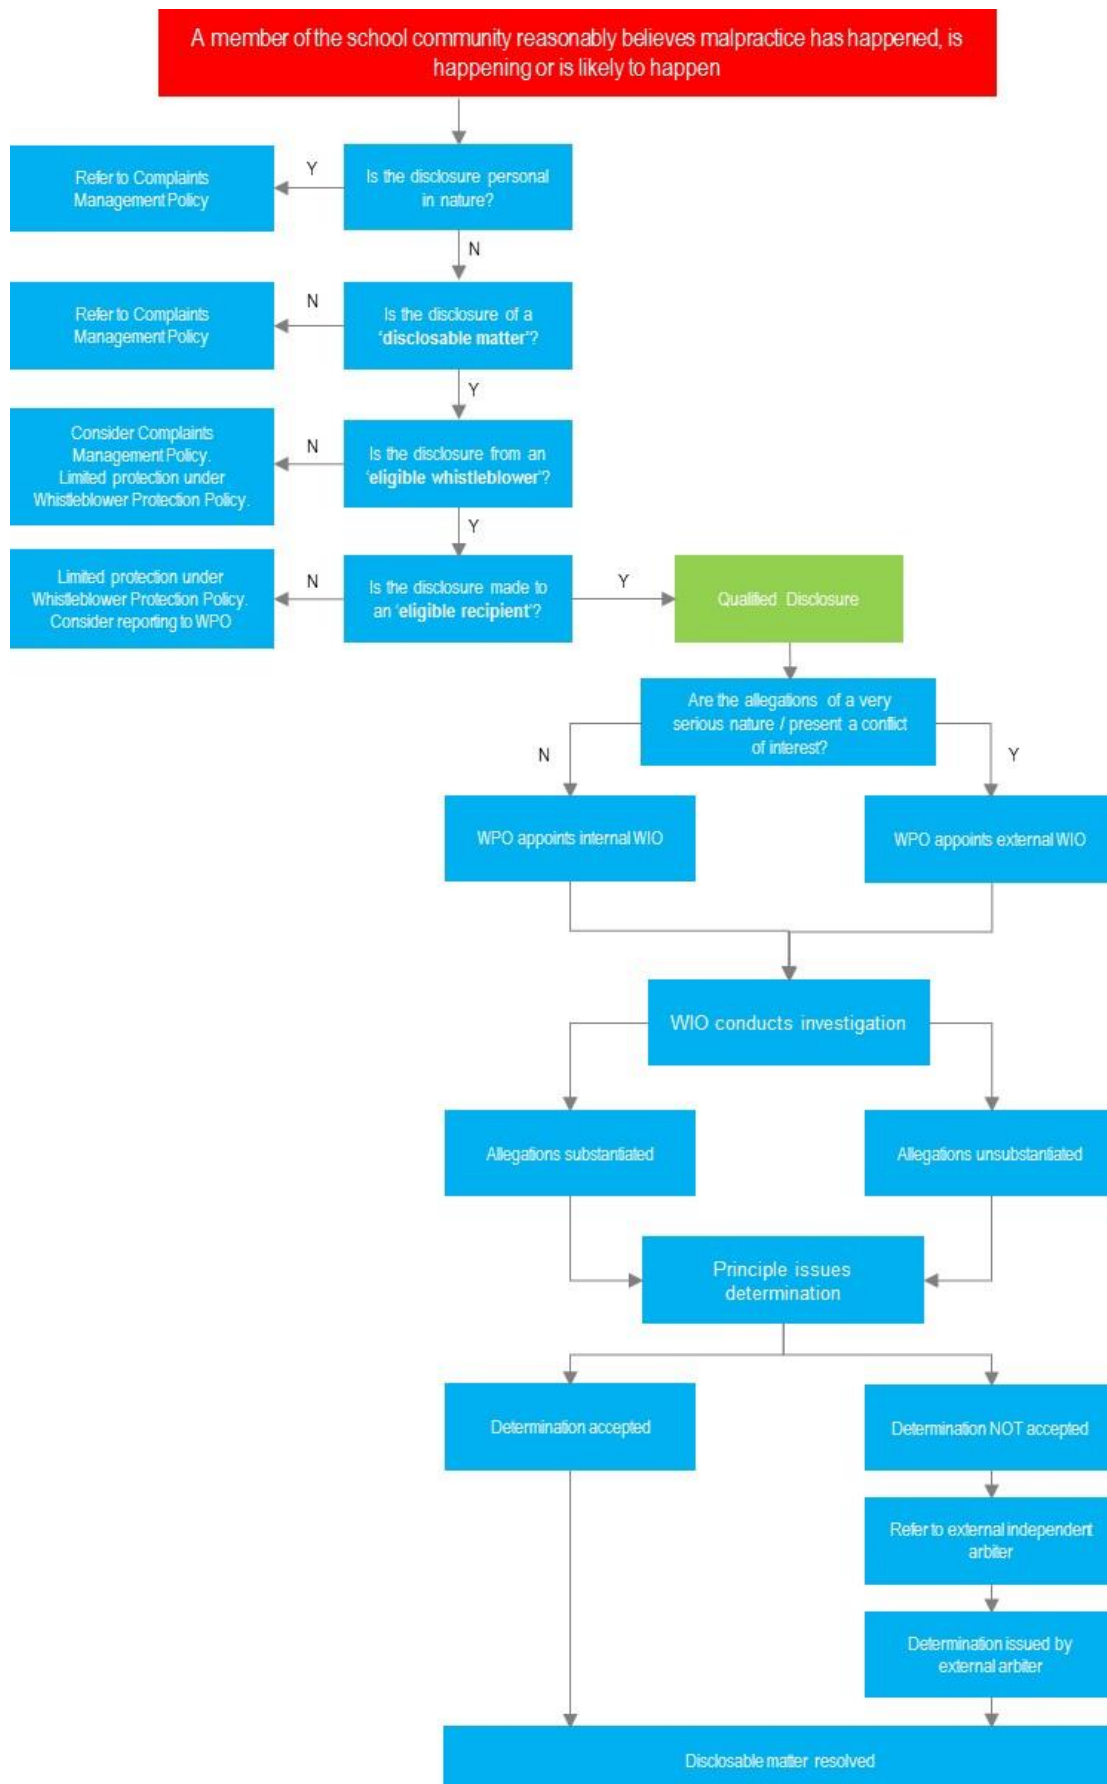 A member of the school community reasonably believes malpractice has happened, is
happening or is likely to happen
Refer to Complaints
Management Policy
Y
Is the disclosure personal
in nature?
N
Refer to Complaints
Management Policy
N
Is the disclosure of a
‘disclosable matter’?
Y
Consider Complaints
Management Policy.
Limited protection under
Whistleblower Protection Policy.
N
Is the disclosure from an
‘eligible whistleblower’?
Y
Limited protection under
Whistleblower Protection Policy.
Consider reporting to WPO
N
Is the disclosure made to
an ‘eligible recipient’?
Y
Qualified Disclosure
Are the allegations of a very
serious nature / present a conflict
of interest?
N
Y
WPO appoints internal WIO
WPO appoints external WIO
WIO conducts investigation
Allegations substantiated
Allegations unsubstantiated
Principle issues
determination
Determination accepted
Determination NOT accepted
Refer to external independent
arbiter
Determination issued by
external arbiter
Disclosable matter resolved